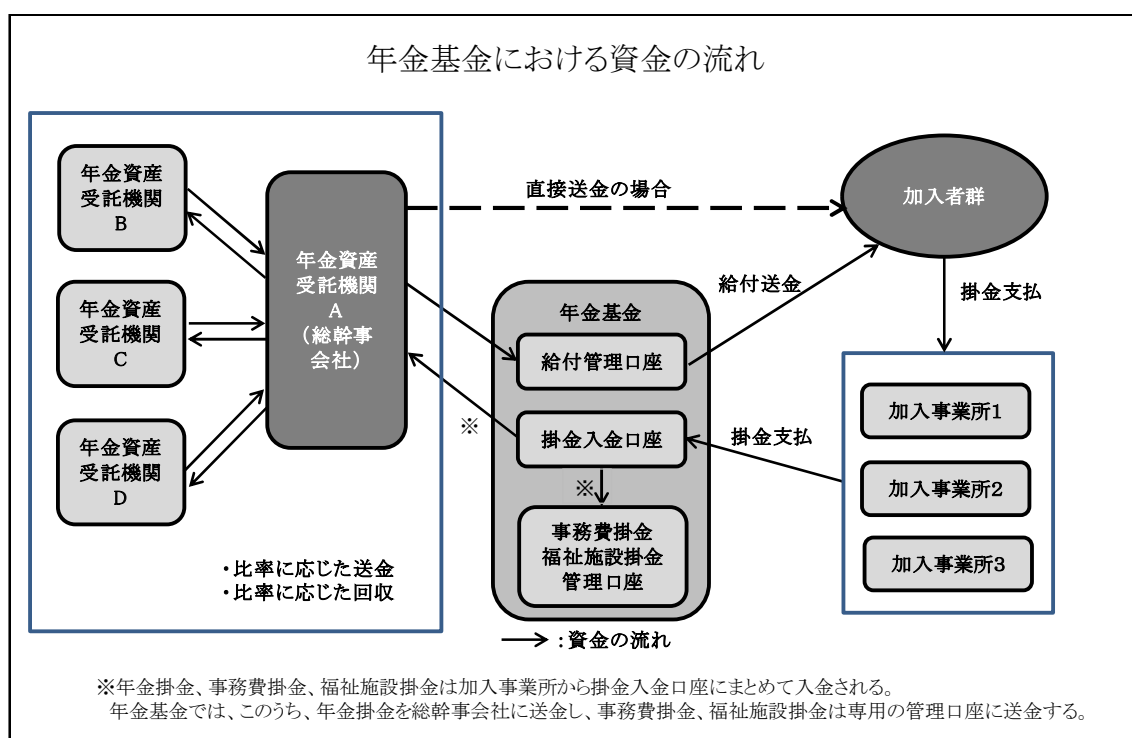 年金基金における資金の流れ
年金資産
受託機関
B
年金資産
受託機関
C
年金資産
受託機関
D
年金資産
受託機関
A
(総幹事
会社)
・比率に応じた送金
・比率に応じた回収
直接送金の場合
加入者群
給付送金
掛金支払
年金基金
給付管理口座
掛金入金口座
※
※
事務費掛金
福祉施設掛金
管理口座
掛金支払
加入事業所1
加入事業所2
加入事業所3
:資金の流れ
※年金掛金、事務費掛金、福祉施設掛金は加入事業所から掛金入金口座にまとめて入金される。
年金基金では、このうち、年金掛金を総幹事会社に送金し、事務費掛金、福祉施設掛金は専用の管理口座に送金する。